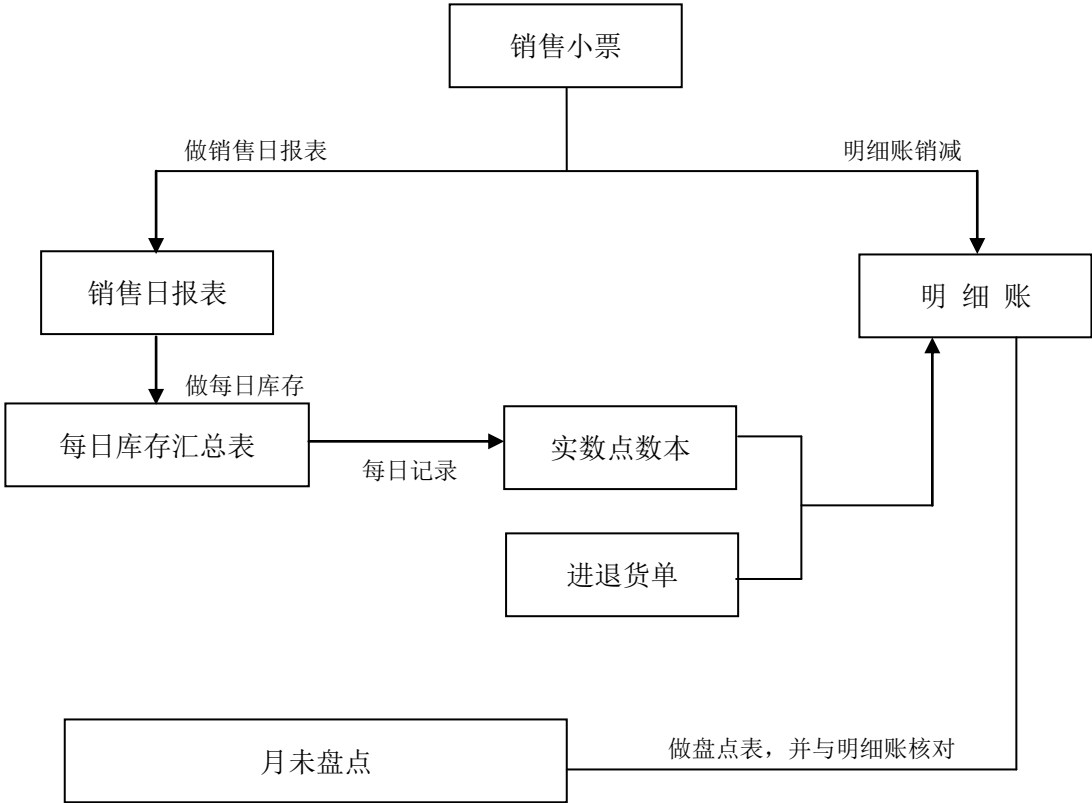 销售小票
做销售日报表
明细账销减
销售日报表
明 细 账
做每日库存
每日库存汇总表
实数点数本
每日记录
进退货单
月未盘点
做盘点表，并与明细账核对